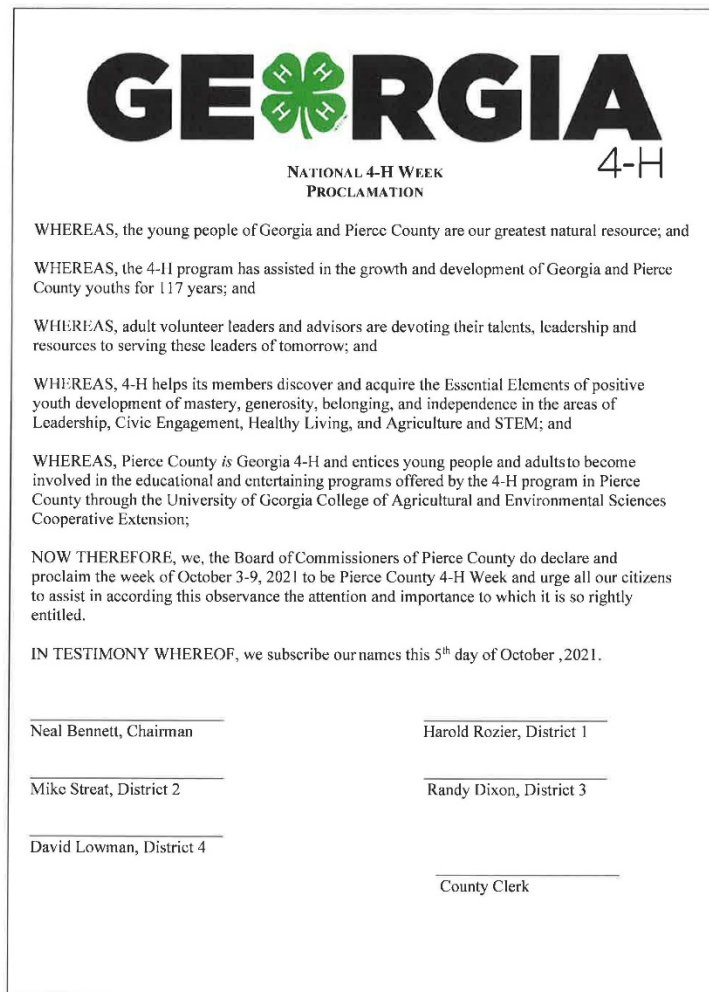 GEORGIA
4-H
NATIONAL 4-H WEEK
PROCLAMATION
WHEREAS, the young people of Georgia and Pierce County are our greatest natural resource; and
WHEREAS, the 4-H program has assisted in the growth and development of Georgia and Pierce
County youths for 117 years; and
WHEREAS, adult volunteer leaders and advisors are devoting their talents, leadership and
resources to serving these leaders of tomorrow; and
WHEREAS, 4-H helps its members discover and acquire the Essential Elements of positive
youth development of mastery, generosity, belonging, and independence in the areas of
Leadership, Civic Engagement, Healthy Living, and Agriculture and STEM; and
WHEREAS, Pierce County is Georgia 4-H and entices young people and adults to become
involved in the educational and entertaining programs offered by the 4-H program in Pierce
County through the University of Georgia College of Agricultural and Environmental Sciences
Cooperative Extension;
NOW THEREFORE, we, the Board of Commissioners of Pierce County do declare and
proclaim the week of October 3-9, 2021 to be Pierce County 4-H Week and urge all our citizens
to assist in according this observance the attention and importance to which it is so rightly
entitled.
IN TESTIMONY WHEREOF, we subscribe our names this 5th day of October ,2021.
Neal Bennett, Chairman
Harold Rozier, District 1
Mike Streat, District 2
Randy Dixon, District 3
David Lowman, District 4
County Clerk